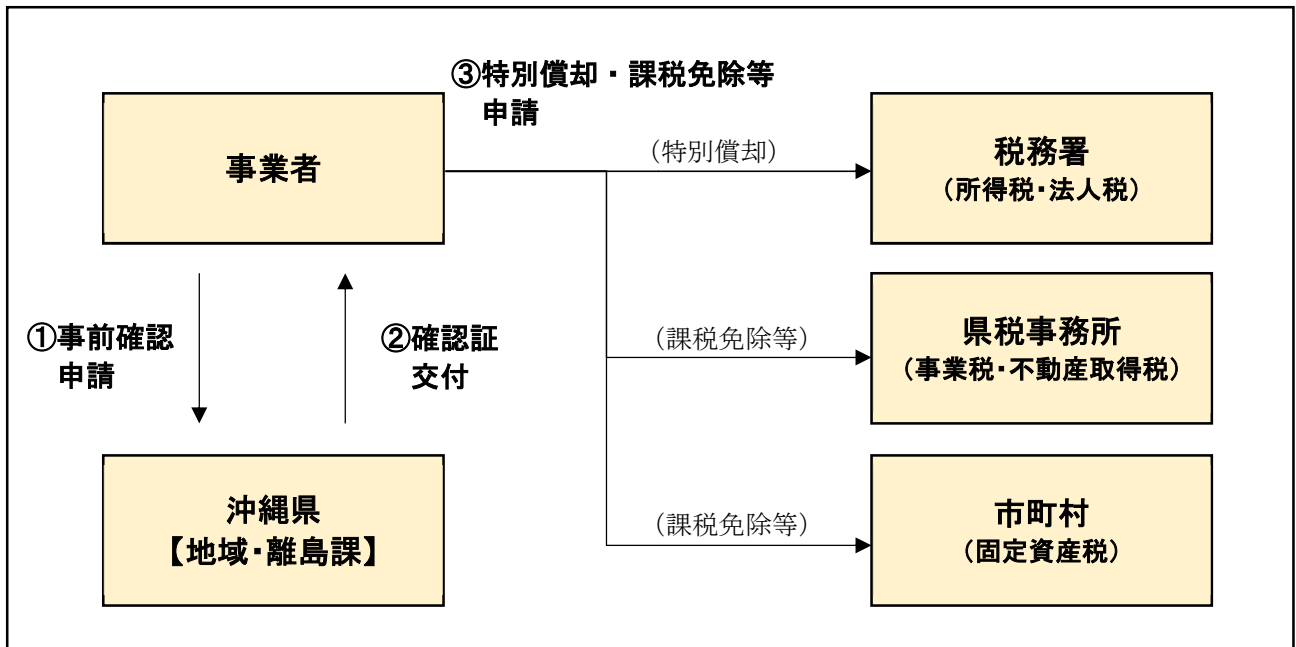 ③特別償却・課税免除等
申請
事業者
(特別償却)
税務署
(所得税・法人税)
①事前確認
申請
②確認証
交付
(課税免除等)
県税事務所
(事業税・不動産取得税)
沖縄県
【地域・離島課】
(課税免除等)
市町村
(固定資産税)